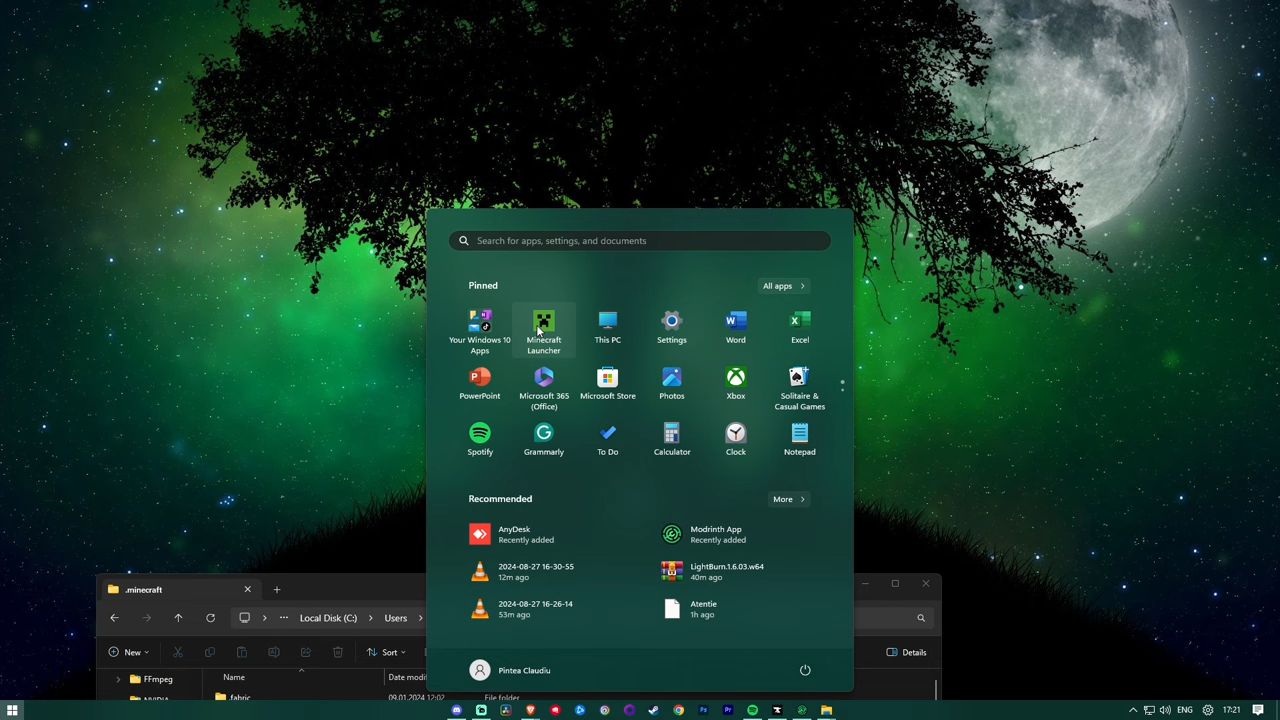 Search for apps, settings, and documents
Pinned
All apps
Your Windows 10
Apps
Minecraft
Launcher
This PC
Settings
Word
Excel
PowerPoint
Microsoft 365
(Office)
Microsoft Store
Photos
Xbox
Solitaire &
Casual Games
Spotify
Grammarly
To Do
Calculator
Clock
Notepad
Recommended
More
AnyDesk
Recently added
Modrinth App
Recently added
2024-08-27 16-30-55
12m ago
LightBurn.1.6.03.w64
40m ago
2024-08-27 16-26-14
53m ago
Atentie
1h ago
Pintea Claudiu
.minecraft
Local Disk (C:)
Users
New
Sort
Details
FFmpeg
Name
Date modif
fabric
09.01.2024 12:02
File folder
ENG
17:21